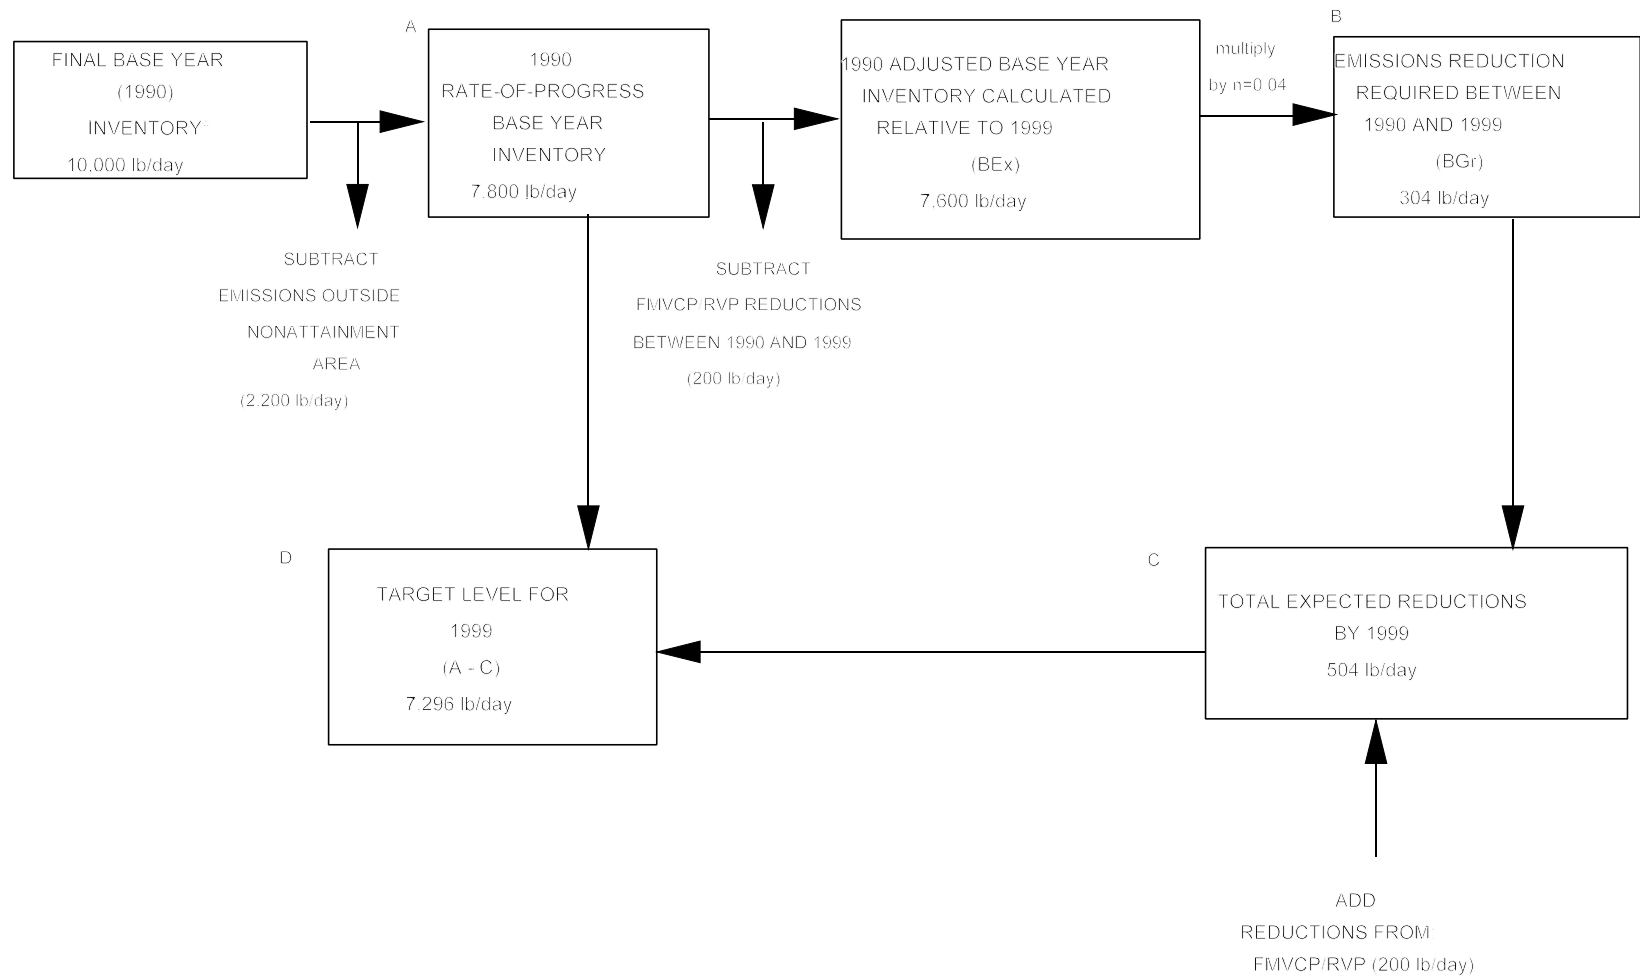 FINAL BASE YEAR
(1990)
INVENTORY
10,000 lb/day
A
1990
RATE-OF-PROGRESS
BASE YEAR
INVENTORY
7,800 lb/day
1990 ADJUSTED BASE YEAR
INVENTORY CALCULATED
RELATIVE TO 1999
(BEx)
7,600 lb/day
multiply
by n=0.04
B
EMISSIONS REDUCTION
REQUIRED BETWEEN
1990 AND 1999
(BGr)
304 lb/day
SUBTRACT
EMISSIONS OUTSIDE
NONATTAINMENT
AREA
(2,200 lb/day)
SUBTRACT
FMVCP/RVP REDUCTIONS
BETWEEN 1990 AND 1999
(200 lb/day)
D
TARGET LEVEL FOR
1999
(A - C)
7,296 lb/day
C
TOTAL EXPECTED REDUCTIONS
BY 1999
504 lb/day
ADD
REDUCTIONS FROM:
FMVCP/RVP (200 lb/day)